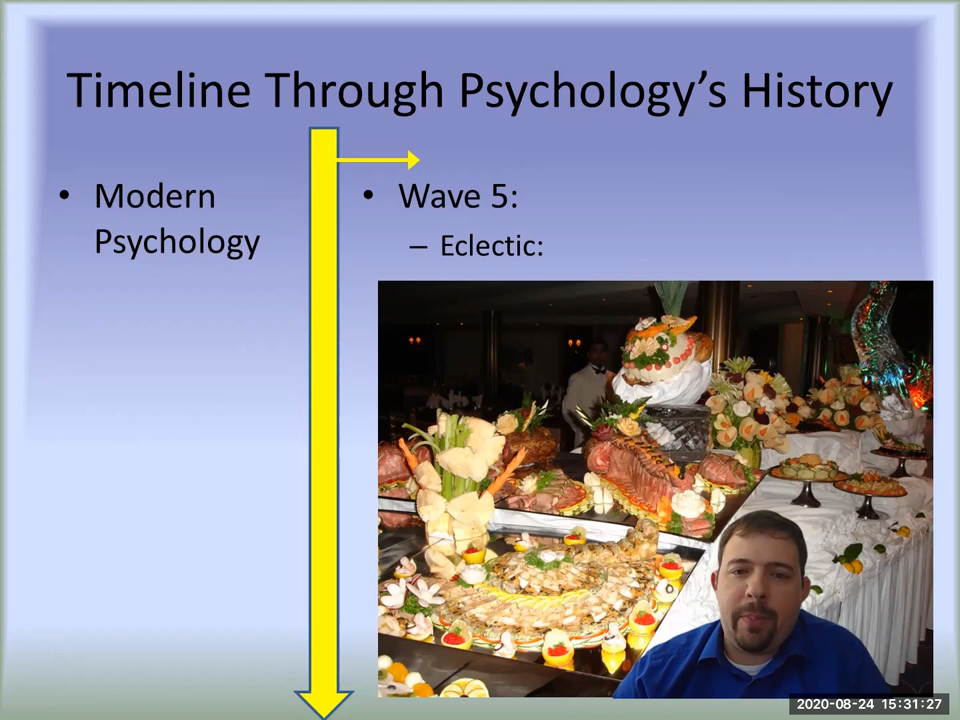 Timeline Through Psychology’s History
• Modern
Psychology
• Wave 5:
– Eclectic:
2020-08-24 15:31:27